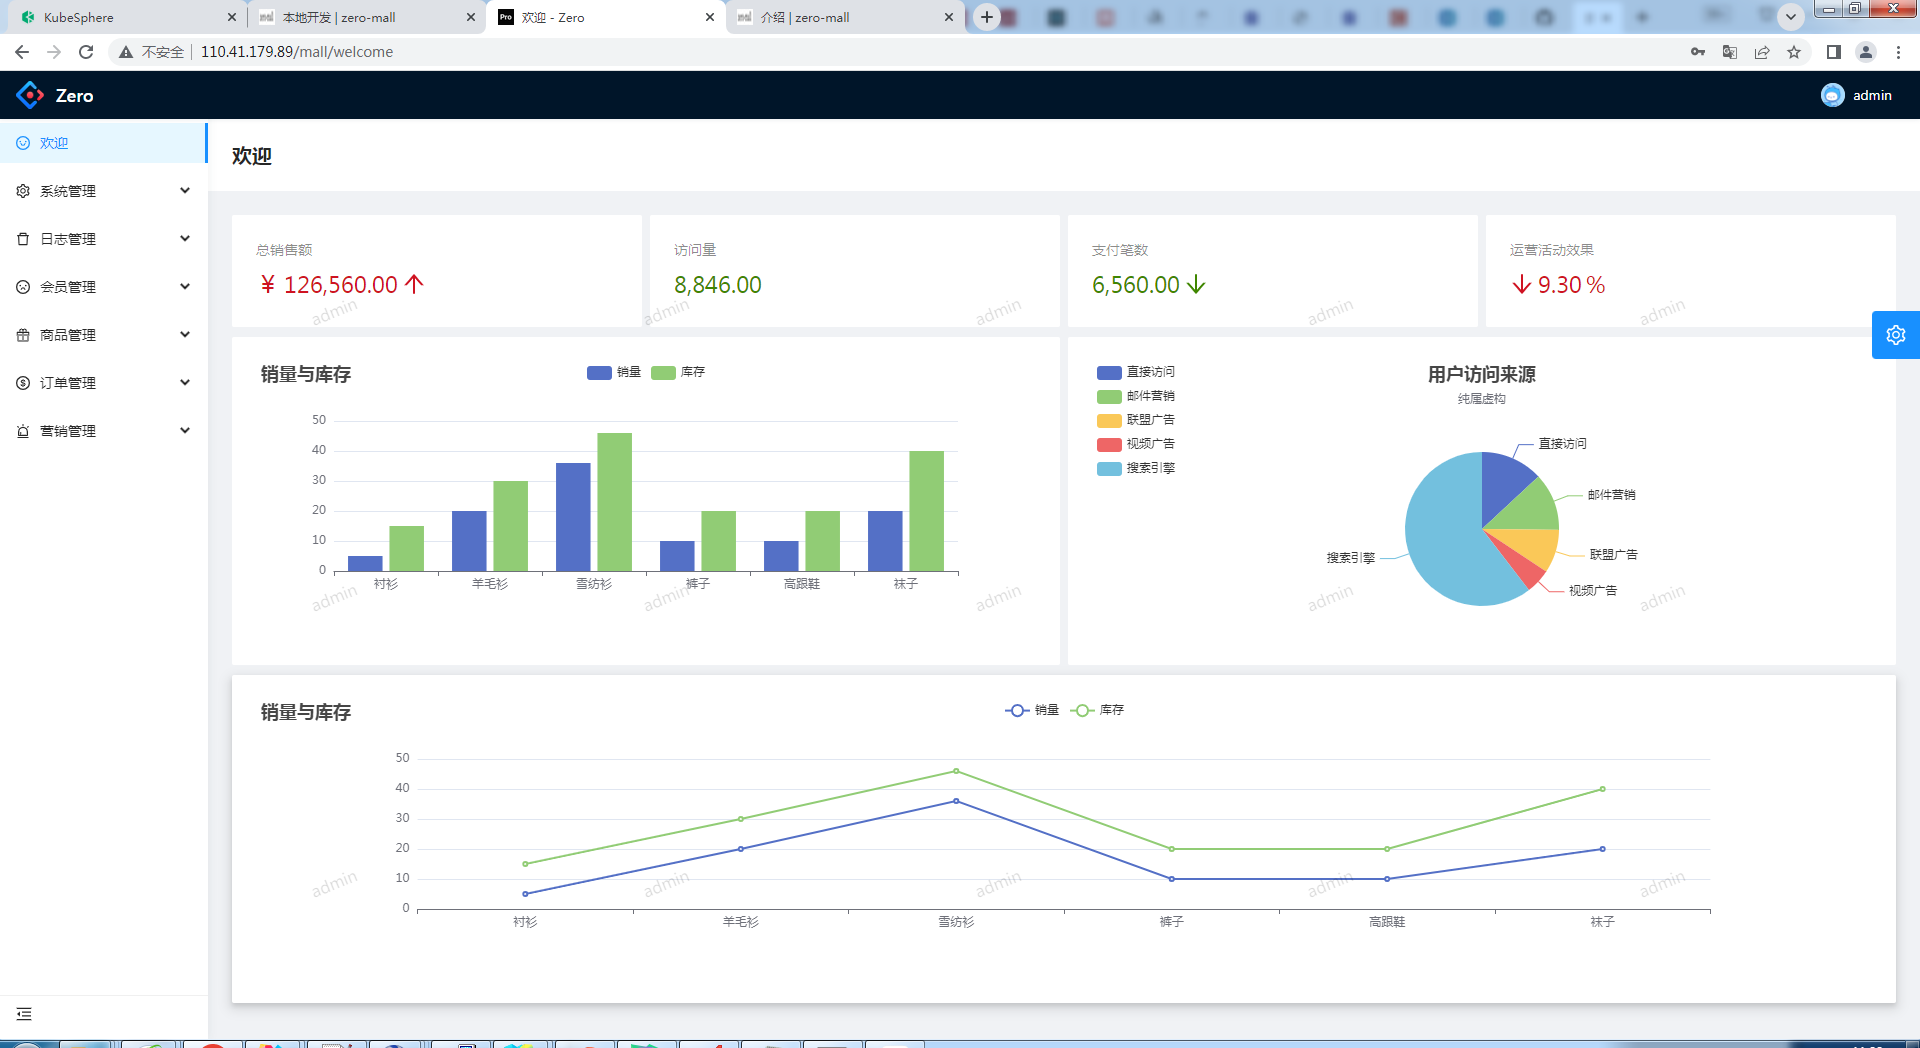 KubeSphere
本地开发 | zero-mall
Pro
欢迎 - Zero
介绍 | zero-mall
不安全
110.41.179.89/mall/welcome
Zero
admin
欢迎
系统管理
日志管理
会员管理
商品管理
订单管理
营销管理
欢迎
总销售额
¥ 126,560.00
访问量
8,846.00
支付笔数
6,560.00
运营活动效果
9.30 %
admin
admin
admin
admin
admin
销量与库存
销量
库存
50
40
30
20
10
0
衬衫
羊毛衫
雪纺衫
裤子
高跟鞋
袜子
直接访问
邮件营销
联盟广告
视频广告
搜索引擎
用户访问来源
纯属虚构
直接访问
邮件营销
联盟广告
视频广告
搜索引擎
admin
admin
admin
admin
admin
销量与库存
销量
库存
50
40
30
20
10
0
衬衫
羊毛衫
雪纺衫
裤子
高跟鞋
袜子
admin
admin
admin
admin
admin